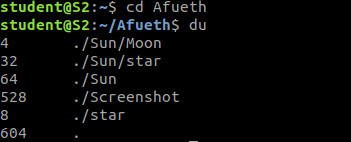 student@S2:~$ cd Afueth
student@S2:~/Afueth$ du
4 ./Sun/Moon
32 ./Sun/star
64 ./Sun
528 ./Screenshot
8 ./star
604 .